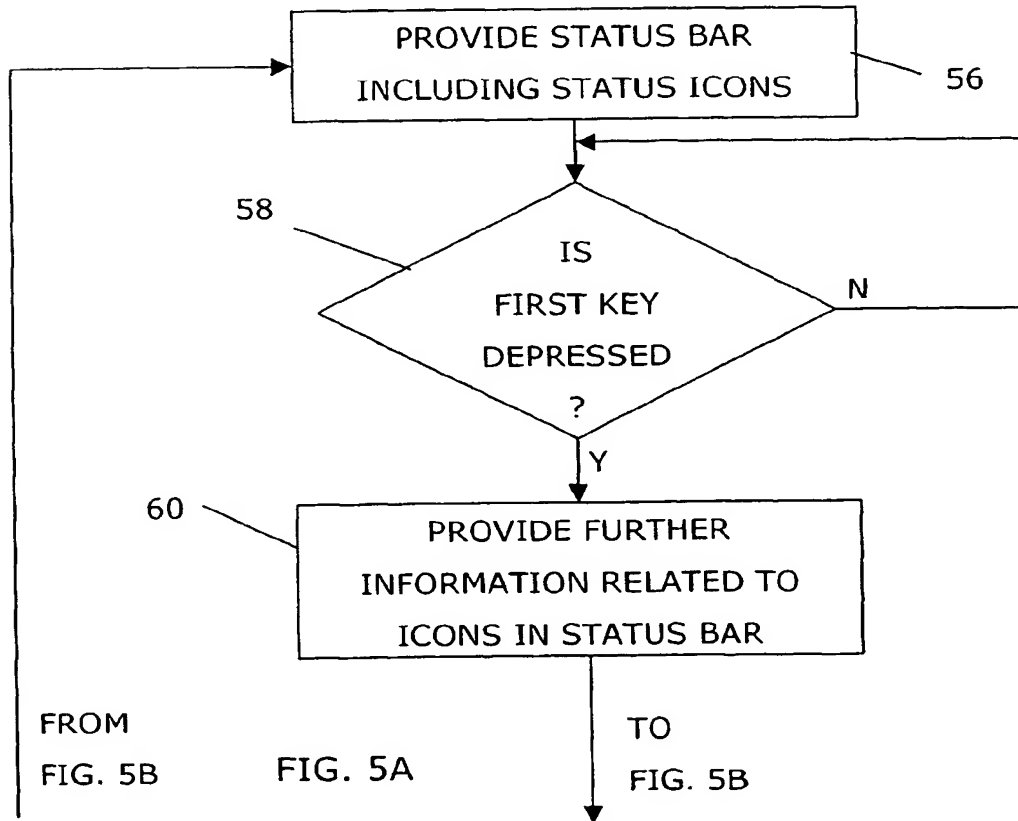 PROVIDE STATUS BAR
INCLUDING STATUS ICONS
56
58
IS
FIRST KEY
DEPRESSED
?
N
Y
60
PROVIDE FURTHER
INFORMATION RELATED TO
ICONS IN STATUS BAR
FROM
FIG. 5B
FIG. 5A
TO
FIG. 5B